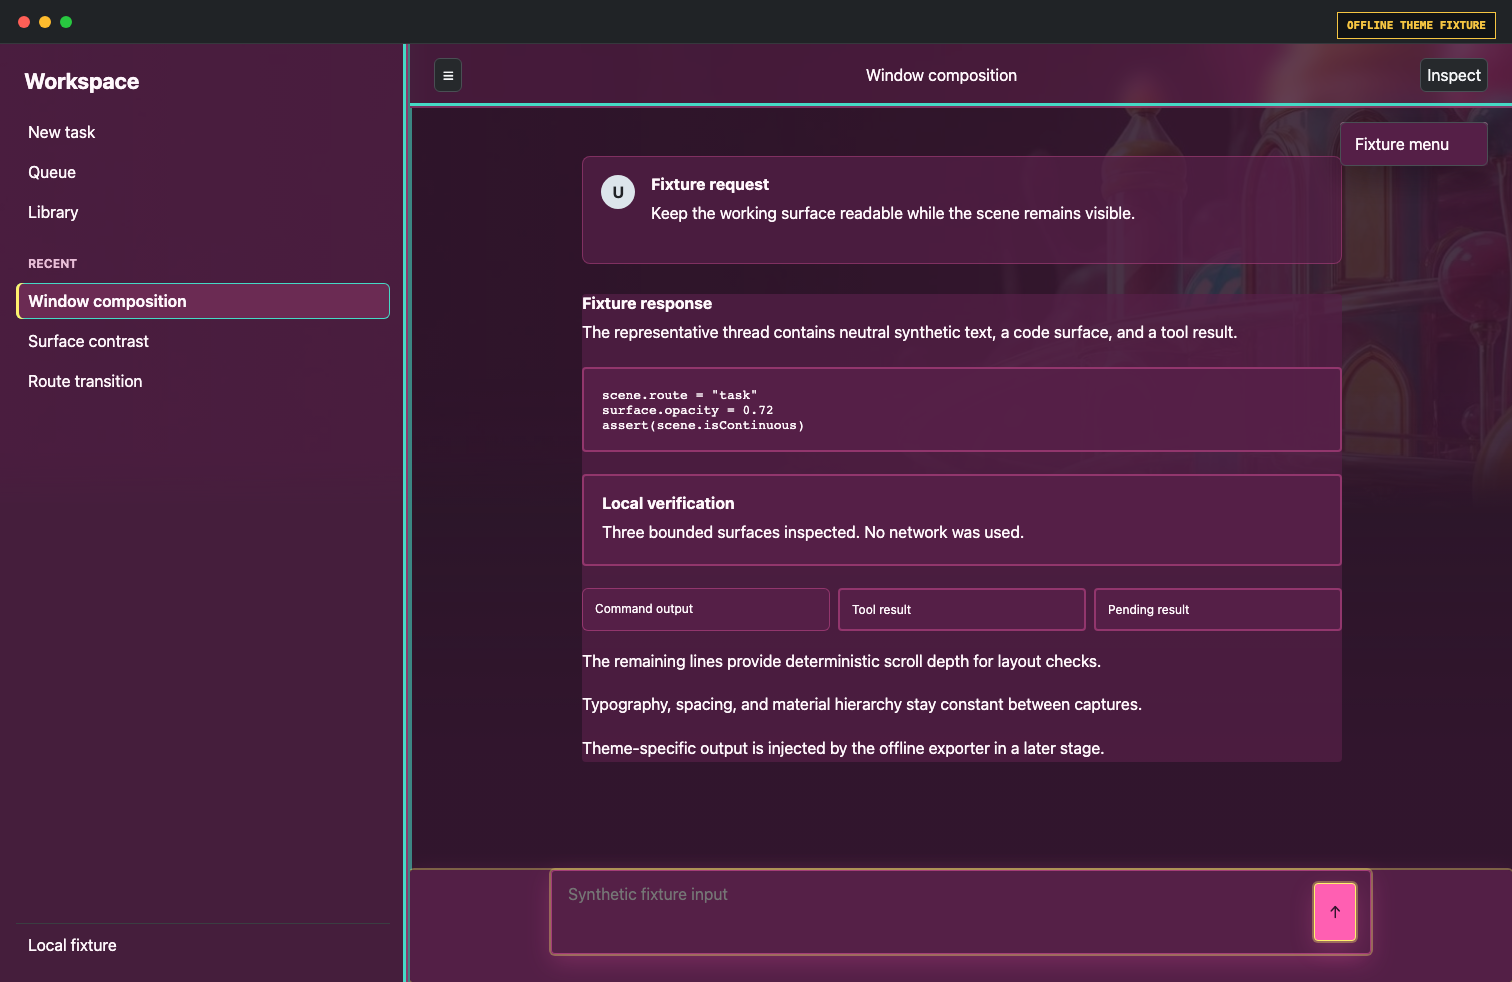 OFFLINE THEME FIXTURE
Workspace
New task
Queue
Library
RECENT
Window composition
Surface contrast
Route transition
Local fixture
Window composition
Inspect
Fixture menu
U
Fixture request
Keep the working surface readable while the scene remains visible.
Fixture response
The representative thread contains neutral synthetic text, a code surface, and a tool result.
scene.route = "task"
surface.opacity = 0.72
assert(scene.isContinuous)
Local verification
Three bounded surfaces inspected. No network was used.
Command output
Tool result
Pending result
The remaining lines provide deterministic scroll depth for layout checks.
Typography, spacing, and material hierarchy stay constant between captures.
Theme-specific output is injected by the offline exporter in a later stage.
Synthetic fixture input